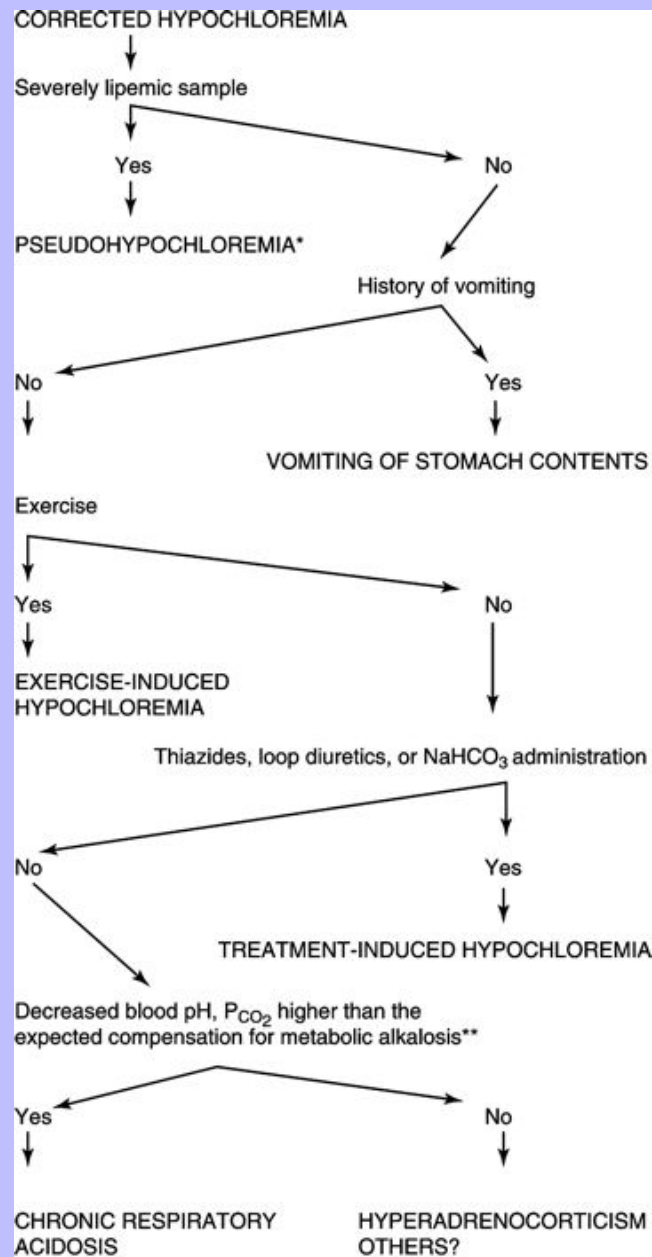 CORRECTED HYPOCHLOREMIA
Severely lipemic sample
Yes
No
PSEUDOHYPOCHLOREMIA*
History of vomiting
No
Yes
VOMITING OF STOMACH CONTENTS
Exercise
Yes
No
EXERCISE-INDUCED
HYPOCHLOREMIA
Thiazides, loop diuretics, or NaHCO₃ administration
No
Yes
TREATMENT-INDUCED HYPOCHLOREMIA
Decreased blood pH, PCO₂ higher than the
expected compensation for metabolic alkalosis**
Yes
No
CHRONIC RESPIRATORY
ACIDOSIS
HYPERADRENOCORTICISM
OTHERS?